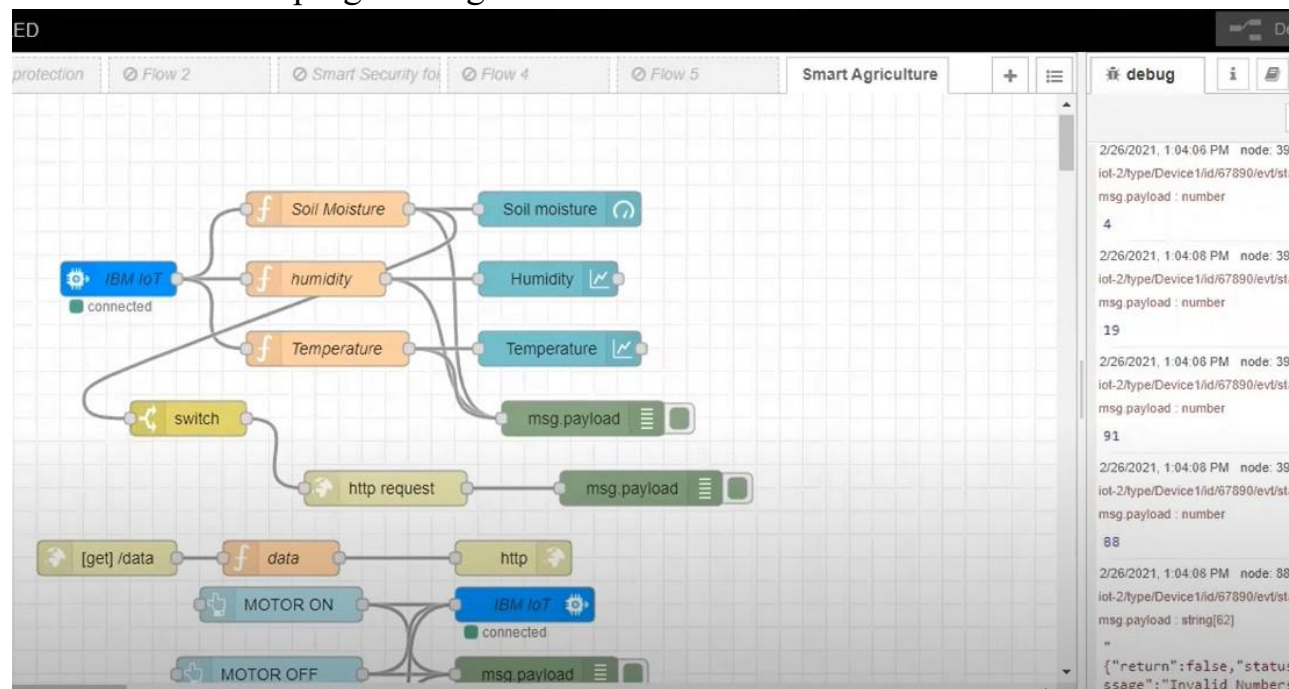 ED
protection
Flow 2
Smart Security for
Flow 4
Flow 5
Smart Agriculture
debug
i
Soil Moisture
Soil moisture
IBM IoT
humidity
Humidity
connected
Temperature
Temperature
switch
msg.payload
http request
msg.payload
[get] /data
data
http
MOTOR ON
IBM IoT
connected
MOTOR OFF
msg.payload
2/26/2021, 1:04:06 PM node: 39
iot-2/type/Device1/id/67890/evt/st
msg.payload : number
4
2/26/2021, 1:04:08 PM node: 39
iot-2/type/Device1/id/67890/evt/st
msg.payload : number
19
2/26/2021, 1:04:08 PM node: 39
iot-2/type/Device1/id/67890/evt/st
msg.payload : number
91
2/26/2021, 1:04:08 PM node: 39
iot-2/type/Device1/id/67890/evt/st
msg.payload : number
88
2/26/2021, 1:04:08 PM node: 88
iot-2/type/Device1/id/67890/evt/st
msg.payload : string[62]
"
{"return":false,"status
ssage":"Invalid Number